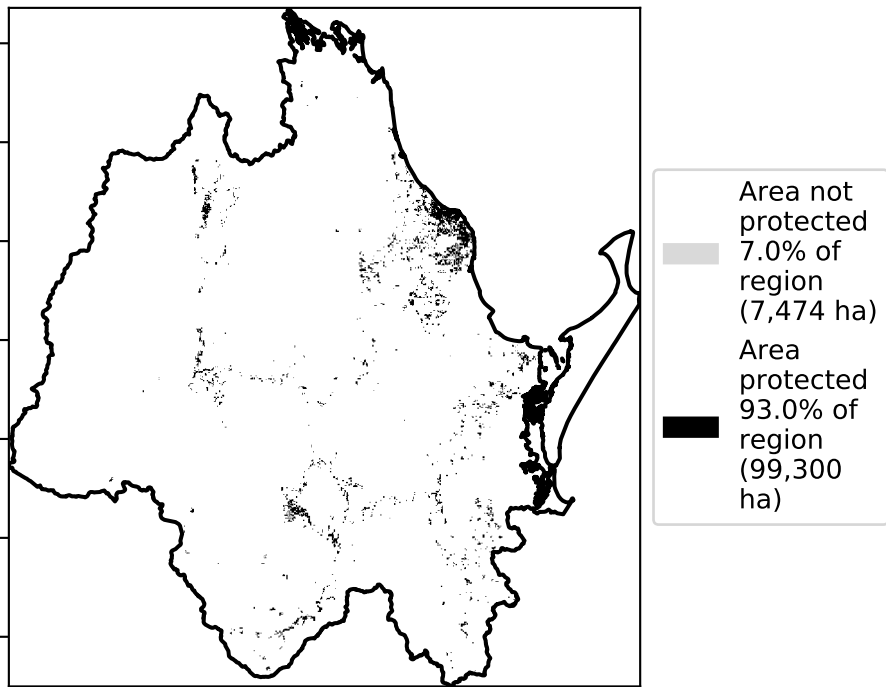 Area not
protected
7.0% of
region
(7,474 ha)
Area
protected
93.0% of
region
(99,300
ha)